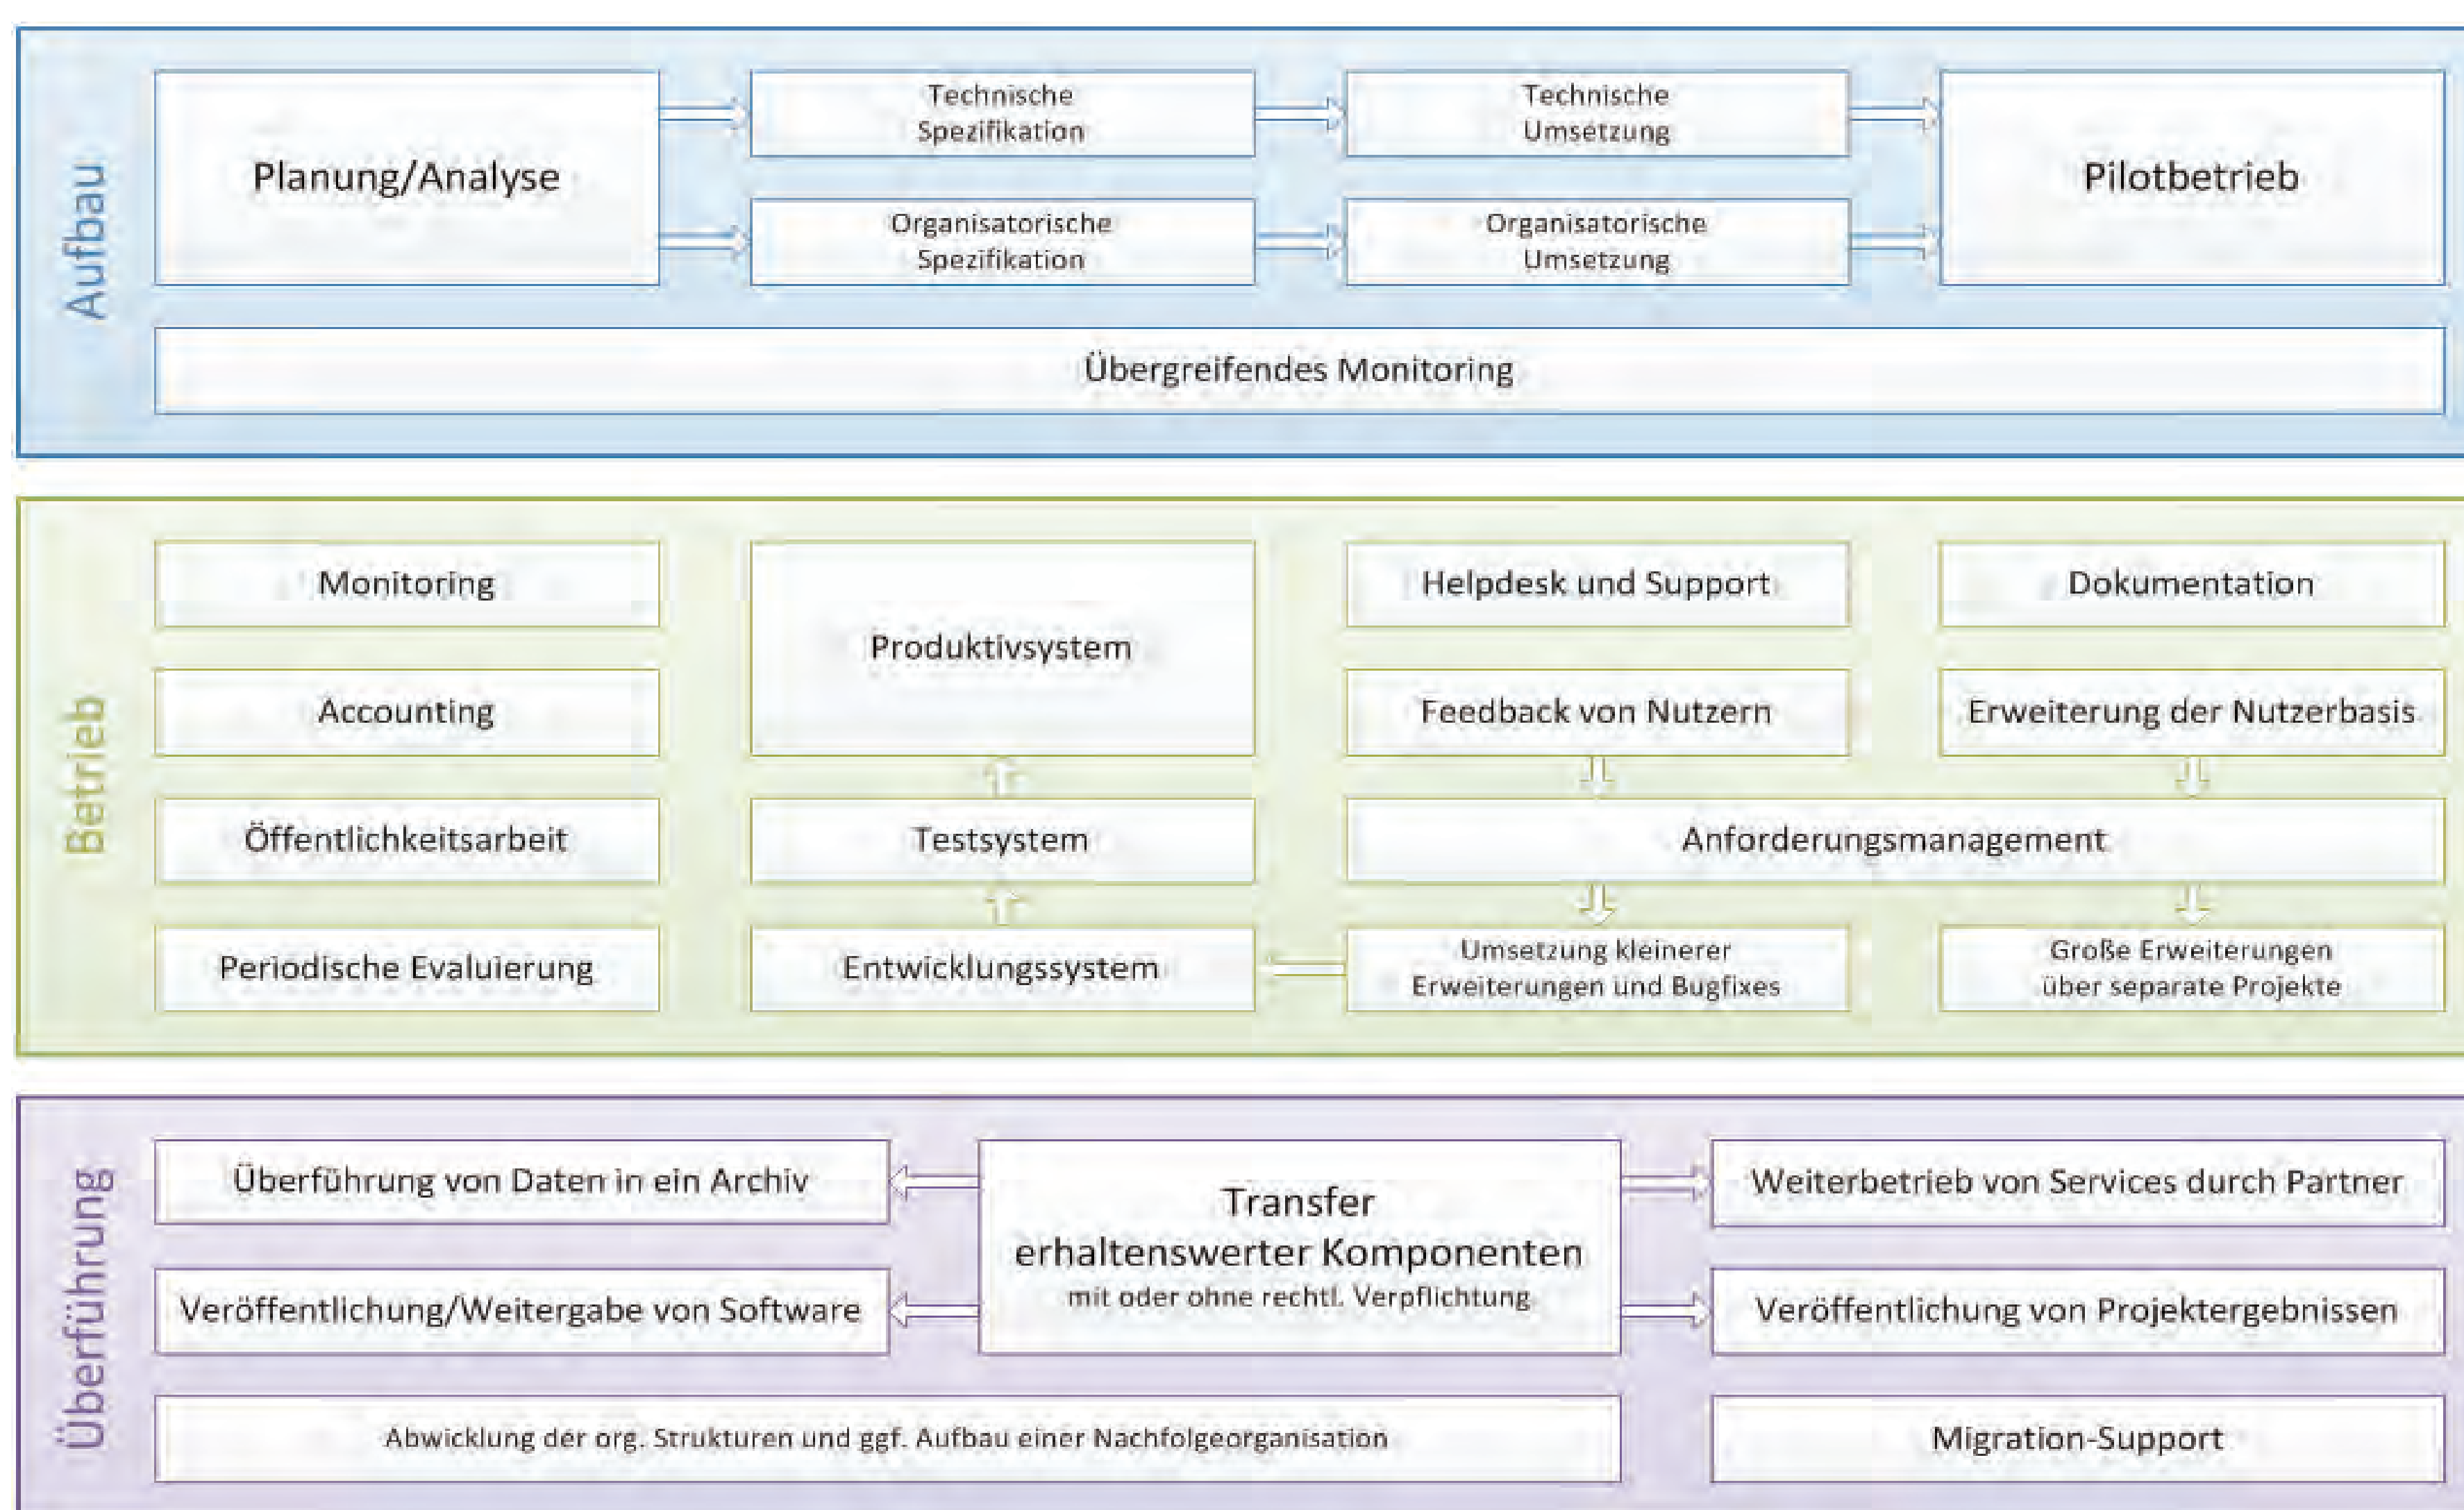 Aufbau
Planung/Analyse
Technische
Spezifikation
Technische
Umsetzung
Organisatorische
Spezifikation
Organisatorische
Umsetzung
Pilotbetrieb
Übergreifendes Monitoring
Betrieb
Monitoring
Accounting
Öffentlichkeitsarbeit
Periodische Evaluierung
Produktivsystem
Testsystem
Entwicklungssystem
Helpdesk und Support
Dokumentation
Feedback von Nutzern
Erweiterung der Nutzerbasis
Anforderungsmanagement
Umsetzung kleinerer
Erweiterungen und Bugfixes
Große Erweiterungen
über separate Projekte
Überführung
Überführung von Daten in ein Archiv
Veröffentlichung/Weitergabe von Software
Transfer
erhaltenswerter Komponenten
mit oder ohne rechtl. Verpflichtung
Weiterbetrieb von Services durch Partner
Veröffentlichung von Projektergebnissen
Abwicklung der org. Strukturen und ggf. Aufbau einer Nachfolgeorganisation
Migration-Support